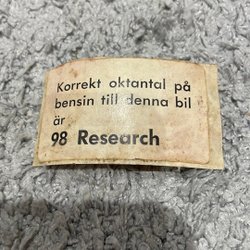 Korrekt oktantal på
bensin till denna bil
är
98 Research